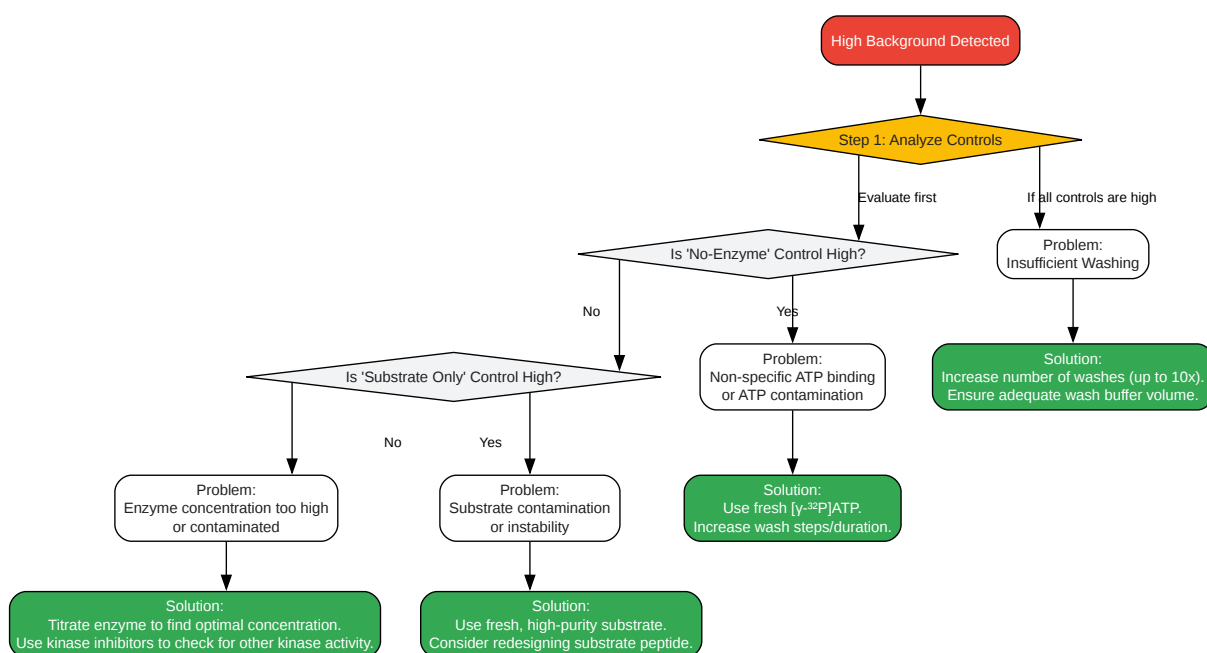 High Background Detected
Step 1: Analyze Controls
Evaluate first
If all controls are high
Is 'No-Enzyme' Control High?
Problem:
Insufficient Washing
No
Yes
Is 'Substrate Only' Control High?
Problem:
Non-specific ATP binding
or ATP contamination
Solution:
Increase number of washes (up to 10x).
Ensure adequate wash buffer volume.
No
Yes
Problem:
Enzyme concentration too high
or contaminated
Problem:
Substrate contamination
or instability
Solution:
Use fresh [γ-³²P]ATP.
Increase wash steps/duration.
Solution:
Titrate enzyme to find optimal concentration.
Use kinase inhibitors to check for other kinase activity.
Solution:
Use fresh, high-purity substrate.
Consider redesigning substrate peptide.